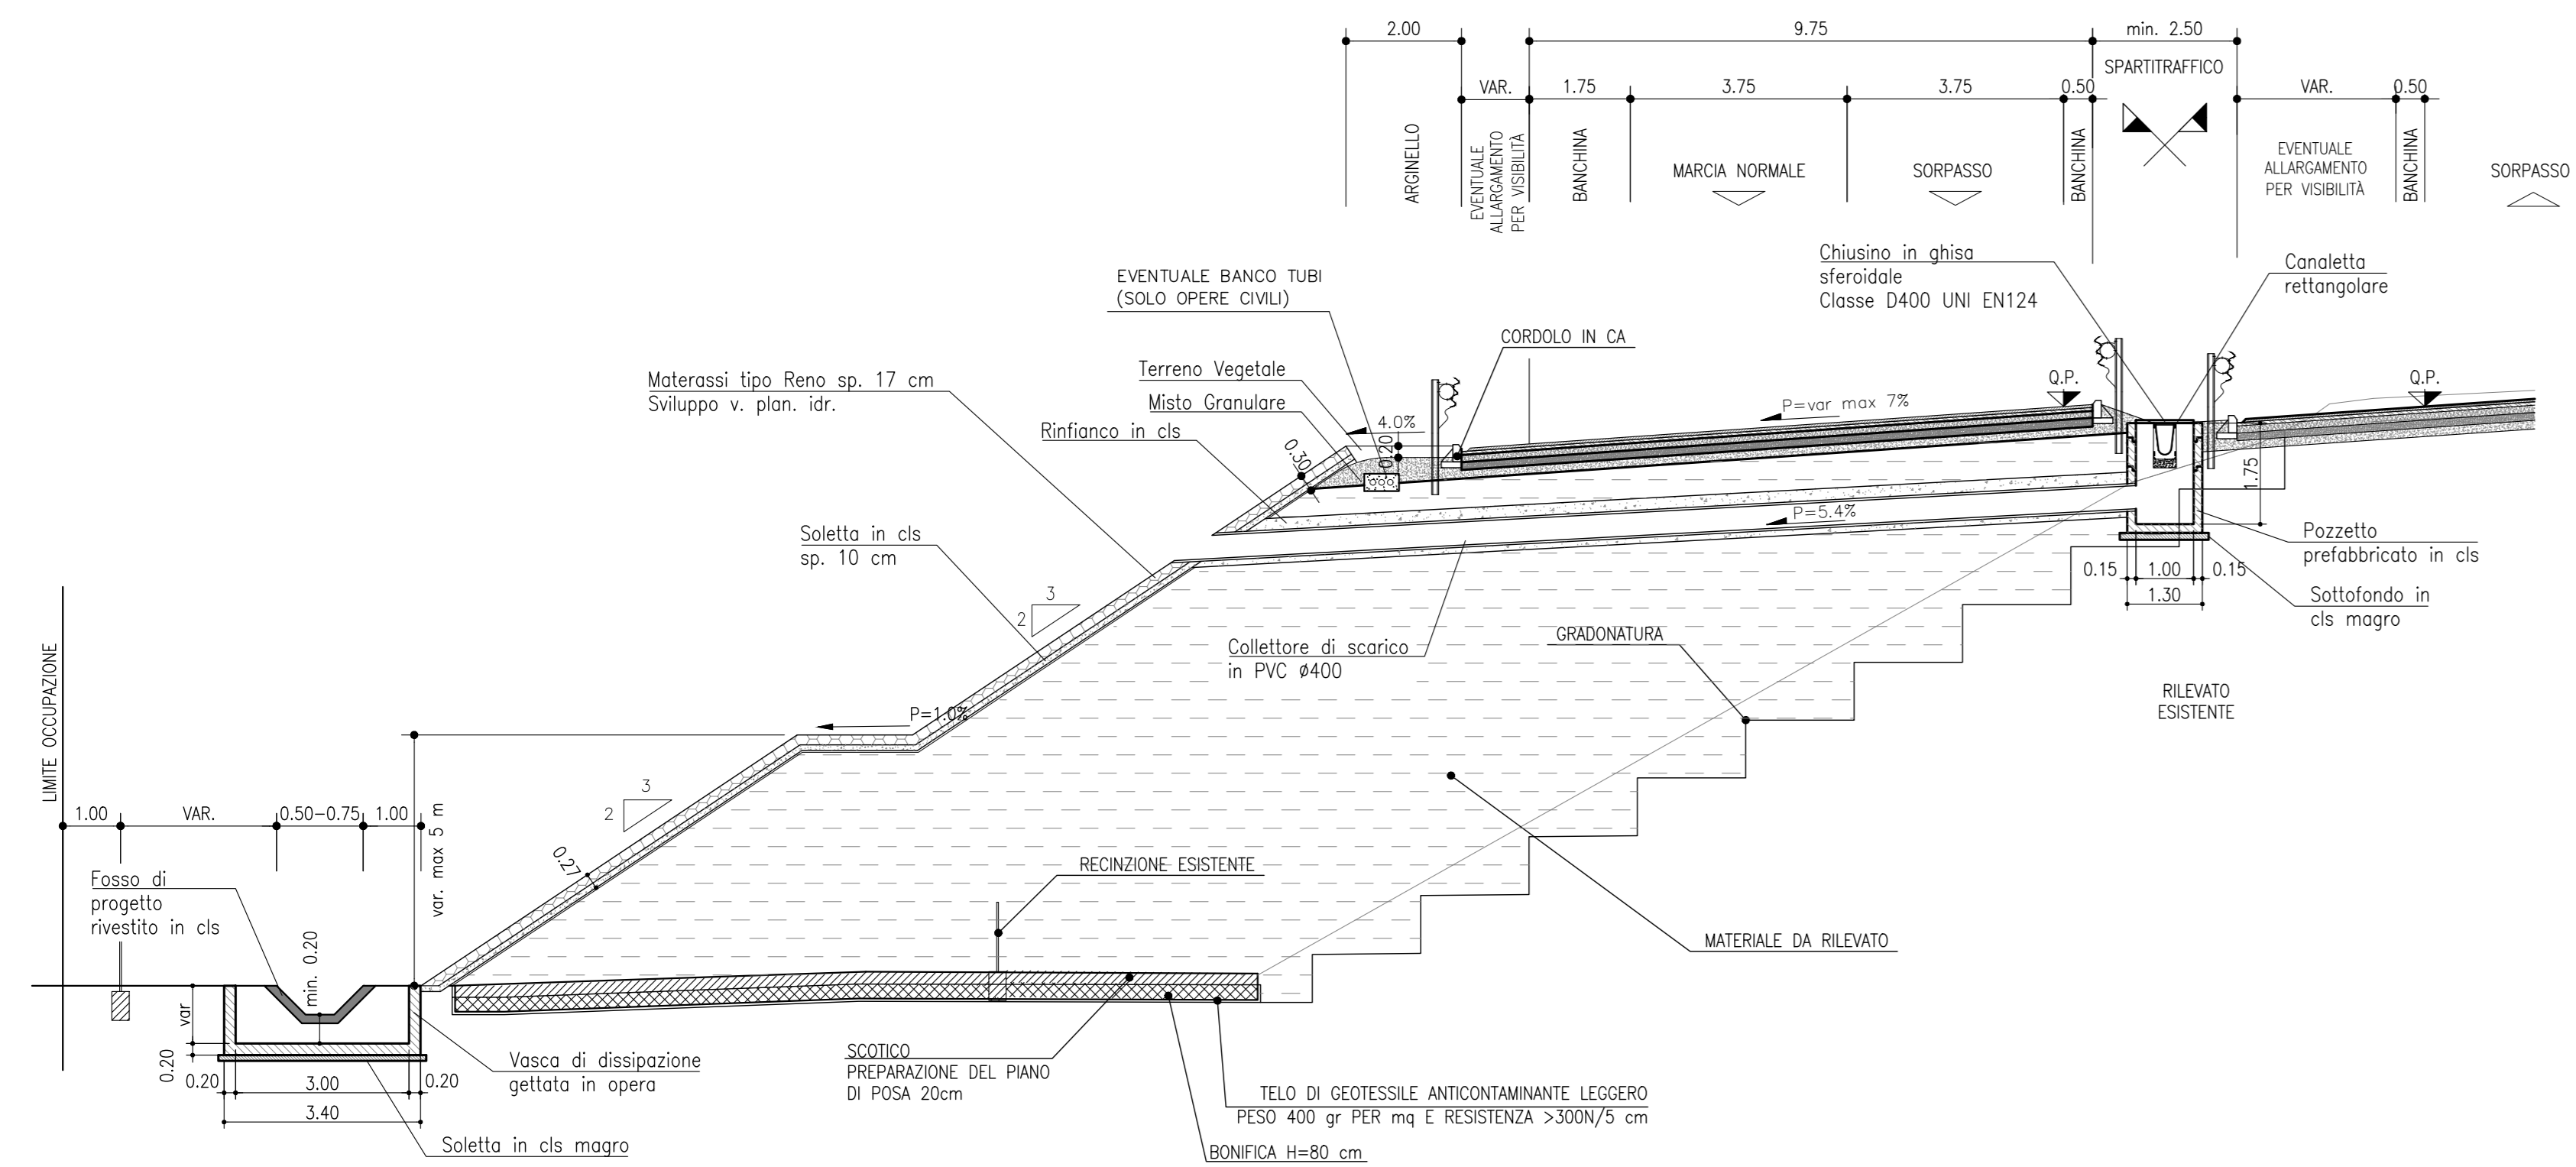 2.00
9.75
min. 2.50
SPARTITRAFFICO
VAR.
1.75
3.75
3.75
0.50
VAR.
0.50
ARGINELLO
EVENTUALE
ALLARGAMENTO
PER VISIBILITÀ
BANCHINA
MARCIA NORMALE
SORPASSO
BANCHINA
EVENTUALE
ALLARGAMENTO
PER VISIBILITÀ
BANCHINA
SORPASSO
EVENTUALE BANCO TUBI
(SOLO OPERE CIVILI)
Chiusino in ghisa
sferoidale
Classe D400 UNI EN124
Canaletta
rettangolare
CORDOLO IN CA
Terreno Vegetale
Misto Granulare
Rinfianco in cls
Materassi tipo Reno sp. 17 cm
Sviluppo v. plan. idr.
Q.P.
Q.P.
P=var max 7%
4.0%
0.20
0.30
1.75
P=5.4%
Soletta in cls
sp. 10 cm
Pozzetto
prefabbricato in cls
0.15
1.00
0.15
1.30
Sottofondo in
cls magro
3
2
Collettore di scarico
in PVC ø400
GRADONATURA
RILEVATO
ESISTENTE
LIMITE OCCUPAZIONE
P=1.0%
3
2
1.00
VAR.
0.50-0.75
1.00
var. max 5 m
0.27
RECINZIONE ESISTENTE
Fosso di
progetto
rivestito in cls
min. 0.20
MATERIALE DA RILEVATO
var
0.20
0.20
3.00
0.20
3.40
Vasca di dissipazione
gettata in opera
Soletta in cls magro
SCOTICO
PREPARAZIONE DEL PIANO
DI POSA 20cm
TELO DI GEOTESSILE ANTICONTAMINANTE LEGGERO
PESO 400 gr PER mq E RESISTENZA >300N/5 cm
BONIFICA H=80 cm